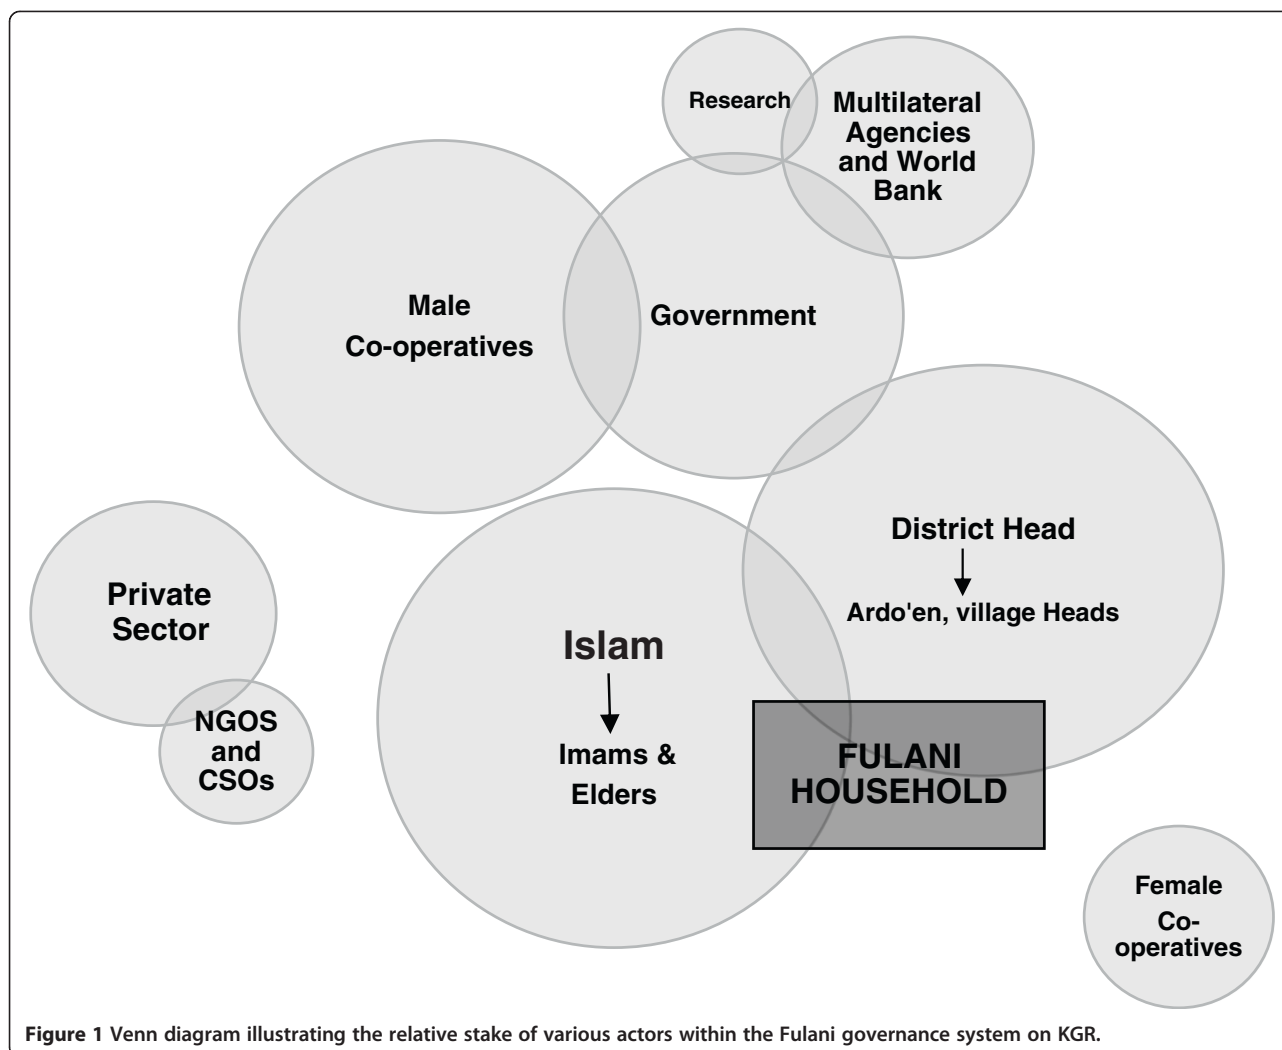 Research
Multilateral
Agencies
and World
Bank
Male
Co-operatives
Government
District Head
Ardo'en, village Heads
Private
Sector
Islam
NGOS
and
CSOs
Imams &
Elders
FULANI
HOUSEHOLD
Female
Co-
operatives
Figure 1 Venn diagram illustrating the relative stake of various actors within the Fulani governance system on KGR.